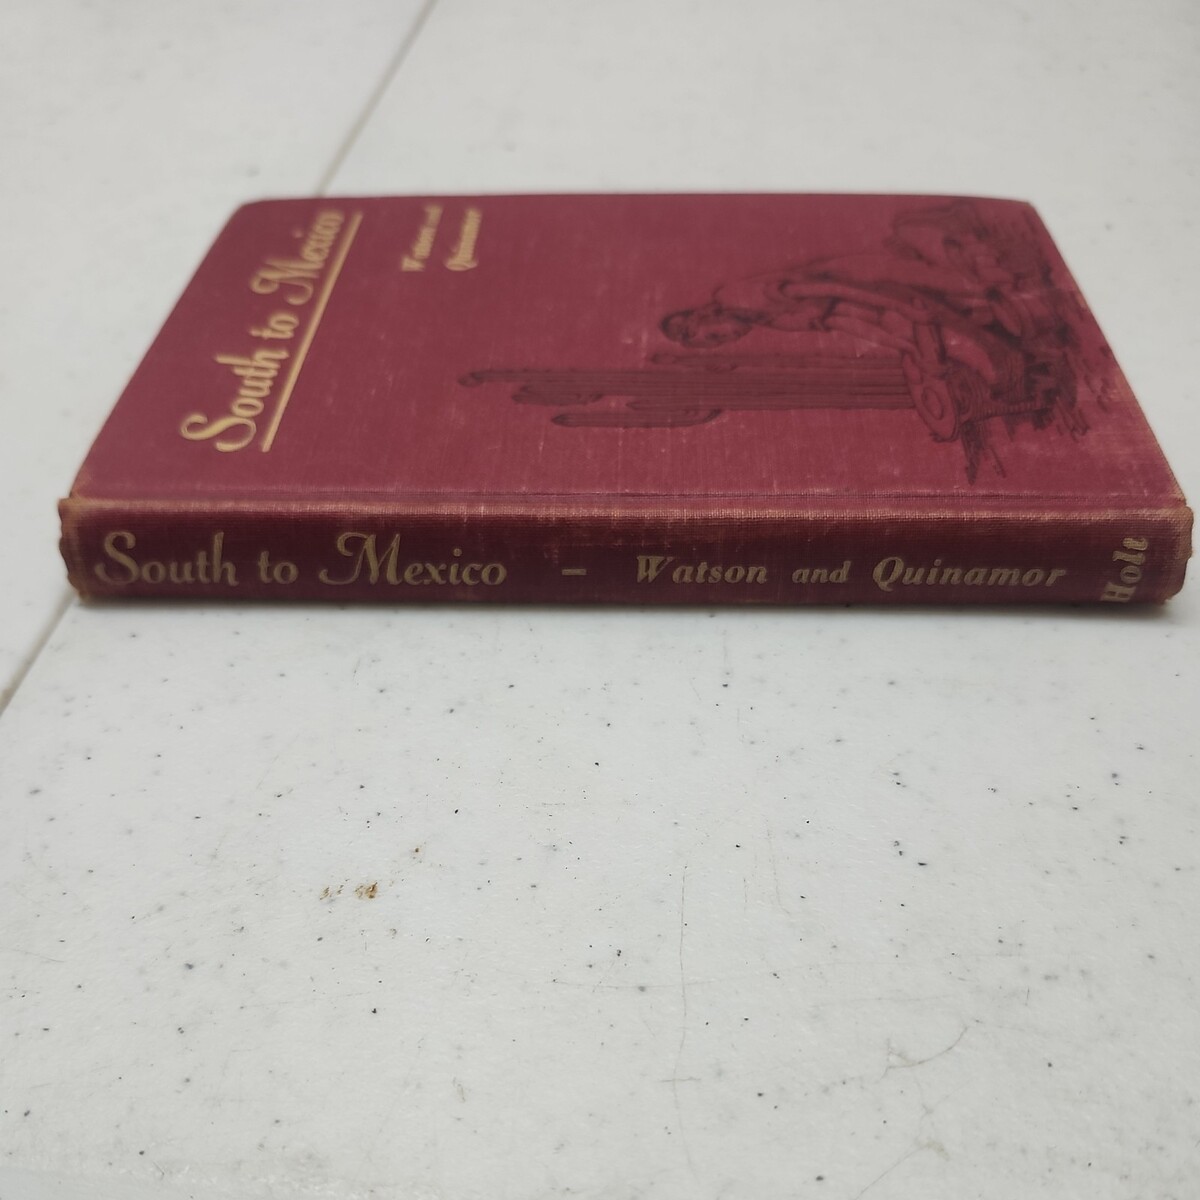 South to Mexico
Watson and
Quinamor
South to Mexico – Watson and Quinamor
Holt